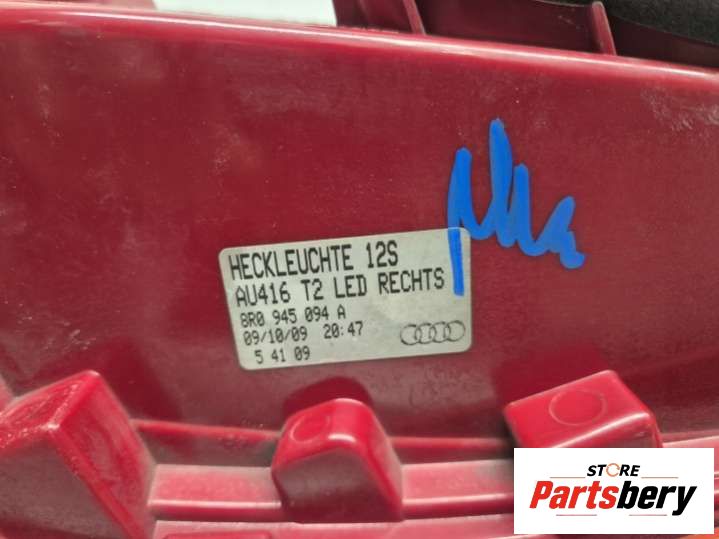 HECKLEUCHTE 12S
AU416 T2 LED RECHTS
8R0 945 094 A
09/10/09 20:47
5 41 09
STORE
Partsbery